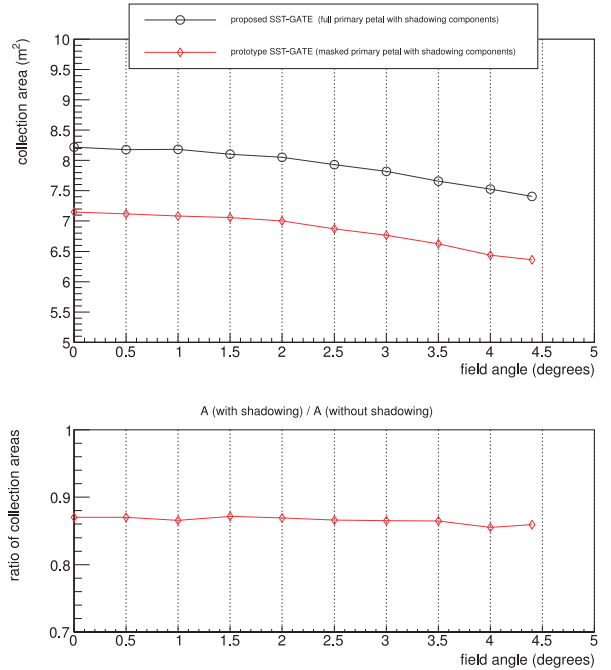 proposed SST-GATE (full primary petal with shadowing components)
prototype SST-GATE (masked primary petal with shadowing components)
collection area (m²)
10
9.5
9
8.5
8
7.5
7
6.5
6
5.5
5
0 0.5 1 1.5 2 2.5 3 3.5 4 4.5 5
field angle (degrees)
A (with shadowing) / A (without shadowing)
ratio of collection areas
1
0.9
0.8
0.7
0 0.5 1 1.5 2 2.5 3 3.5 4 4.5 5
field angle (degrees)